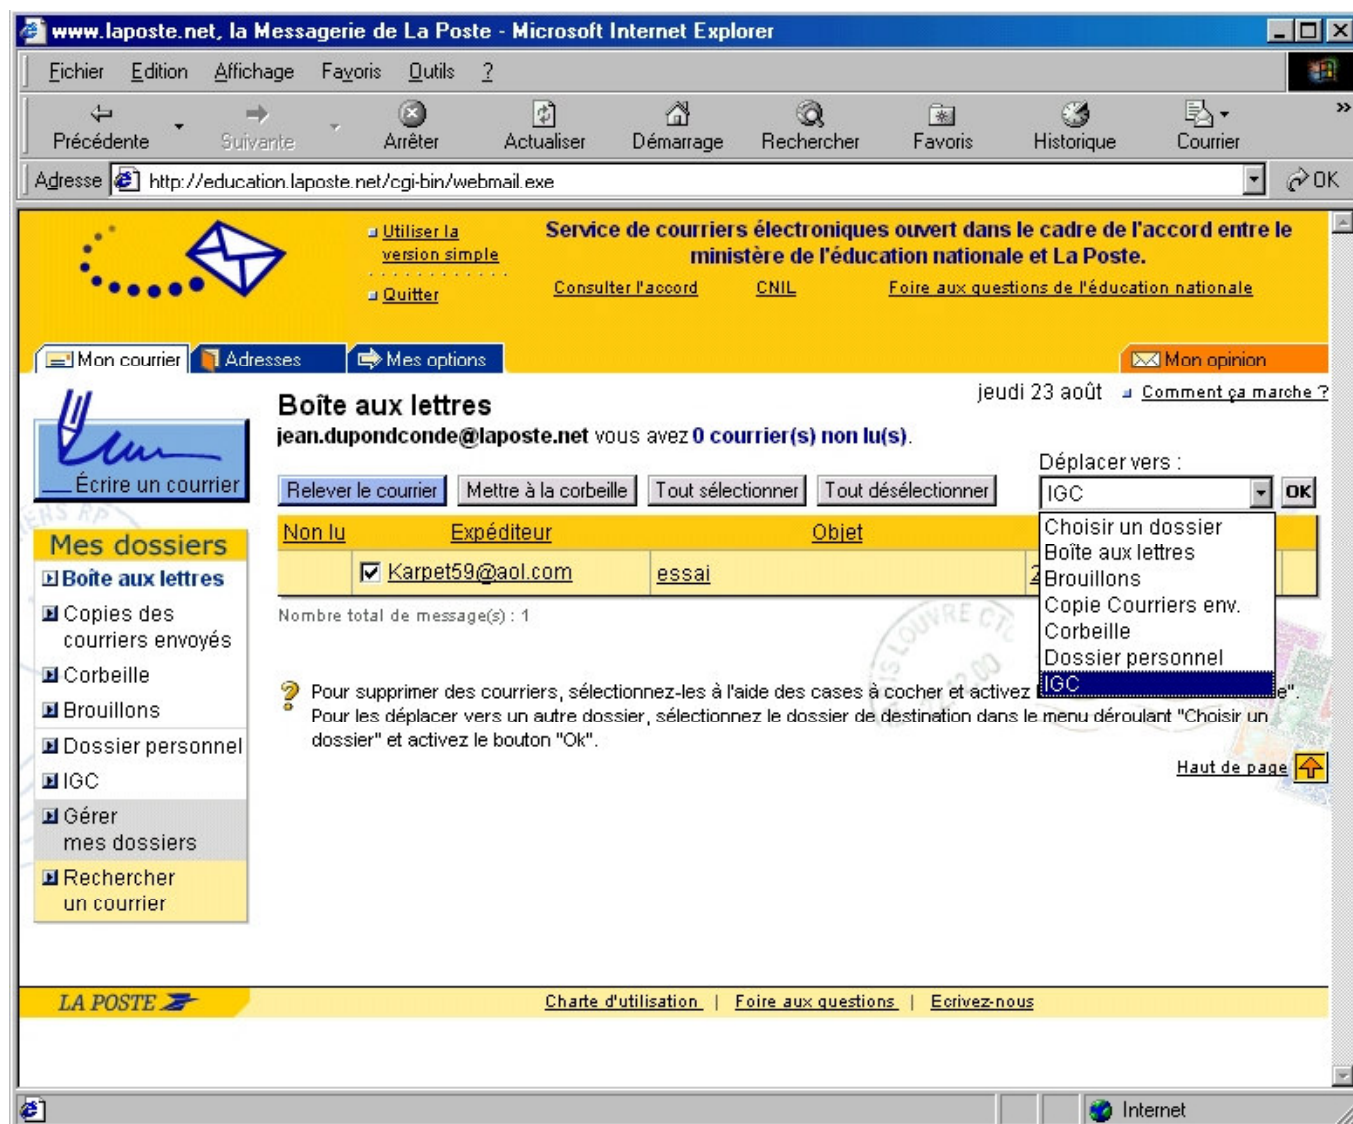 www.laposte.net, la Messagerie de La Poste - Microsoft Internet Explorer
Fichier Edition Affichage Favoris Outils ?
Précédente Suivante Arrêter Actualiser Démarrage Rechercher Favoris Historique Courrier »
Adresse http://education.laposte.net/cgi-bin/webmail.exe OK
Utiliser la version simple
Quitter
Service de courriers électroniques ouvert dans le cadre de l'accord entre le
ministère de l'éducation nationale et La Poste.
Consulter l'accord CNIL Foire aux questions de l'éducation nationale
Mon courrier Adresses Mes options Mon opinion
jeudi 23 août Comment ça marche ?
Écrire un courrier
Boîte aux lettres
jean.dupondconde@laposte.net vous avez 0 courrier(s) non lu(s).
Déplacer vers :
Relever le courrier Mettre à la corbeille Tout sélectionner Tout désélectionner IGC OK
Non lu Expéditeur Objet
Karpet59@aol.com essai 2
Nombre total de message(s) : 1
Choisir un dossier
Boîte aux lettres
Brouillons
Copie Courriers env.
Corbeille
Dossier personnel
IGC
Pour supprimer des courriers, sélectionnez-les à l'aide des cases à cocher et activez e".
Pour les déplacer vers un autre dossier, sélectionnez le dossier de destination dans le menu déroulant "Choisir un
dossier" et activez le bouton "Ok".
Haut de page
Mes dossiers
Boîte aux lettres
Copies des
courriers envoyés
Corbeille
Brouillons
Dossier personnel
IGC
Gérer
mes dossiers
Rechercher
un courrier
LA POSTE
Charte d'utilisation | Foire aux questions | Ecrivez-nous
Internet